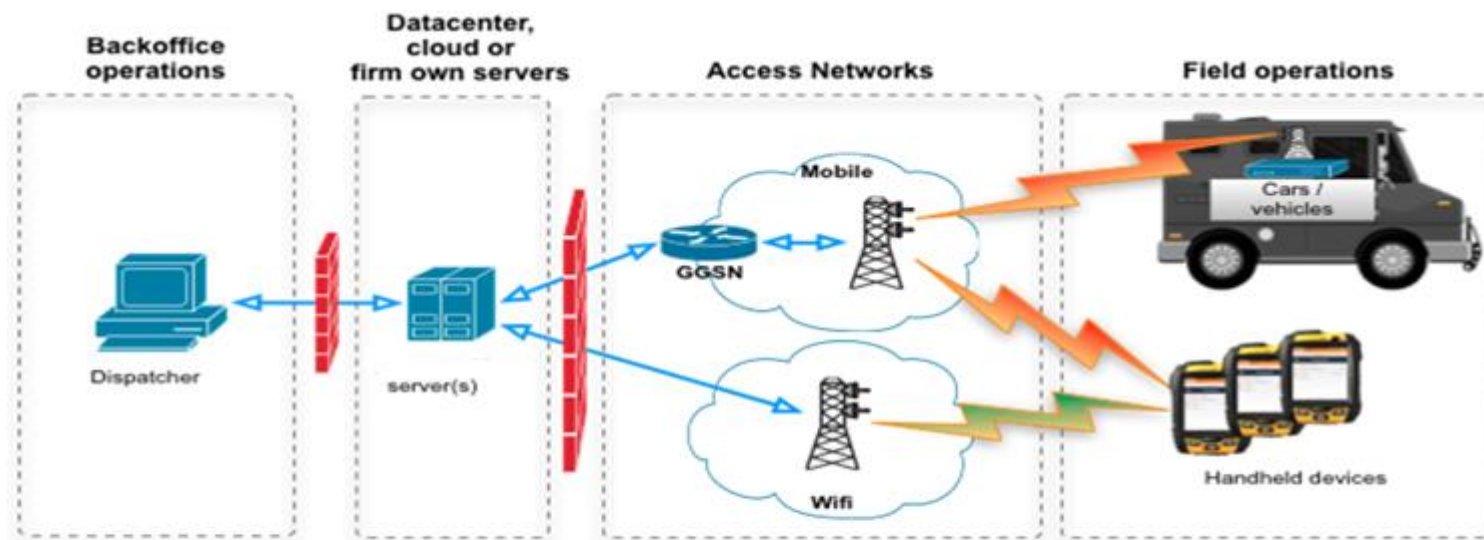 Backoffice
operations
Datacenter,
cloud or
firm own servers
Access Networks
Field operations
Dispatcher
server(s)
Mobile
GGSN
Wifi
Cars /
vehicles
Handheld devices